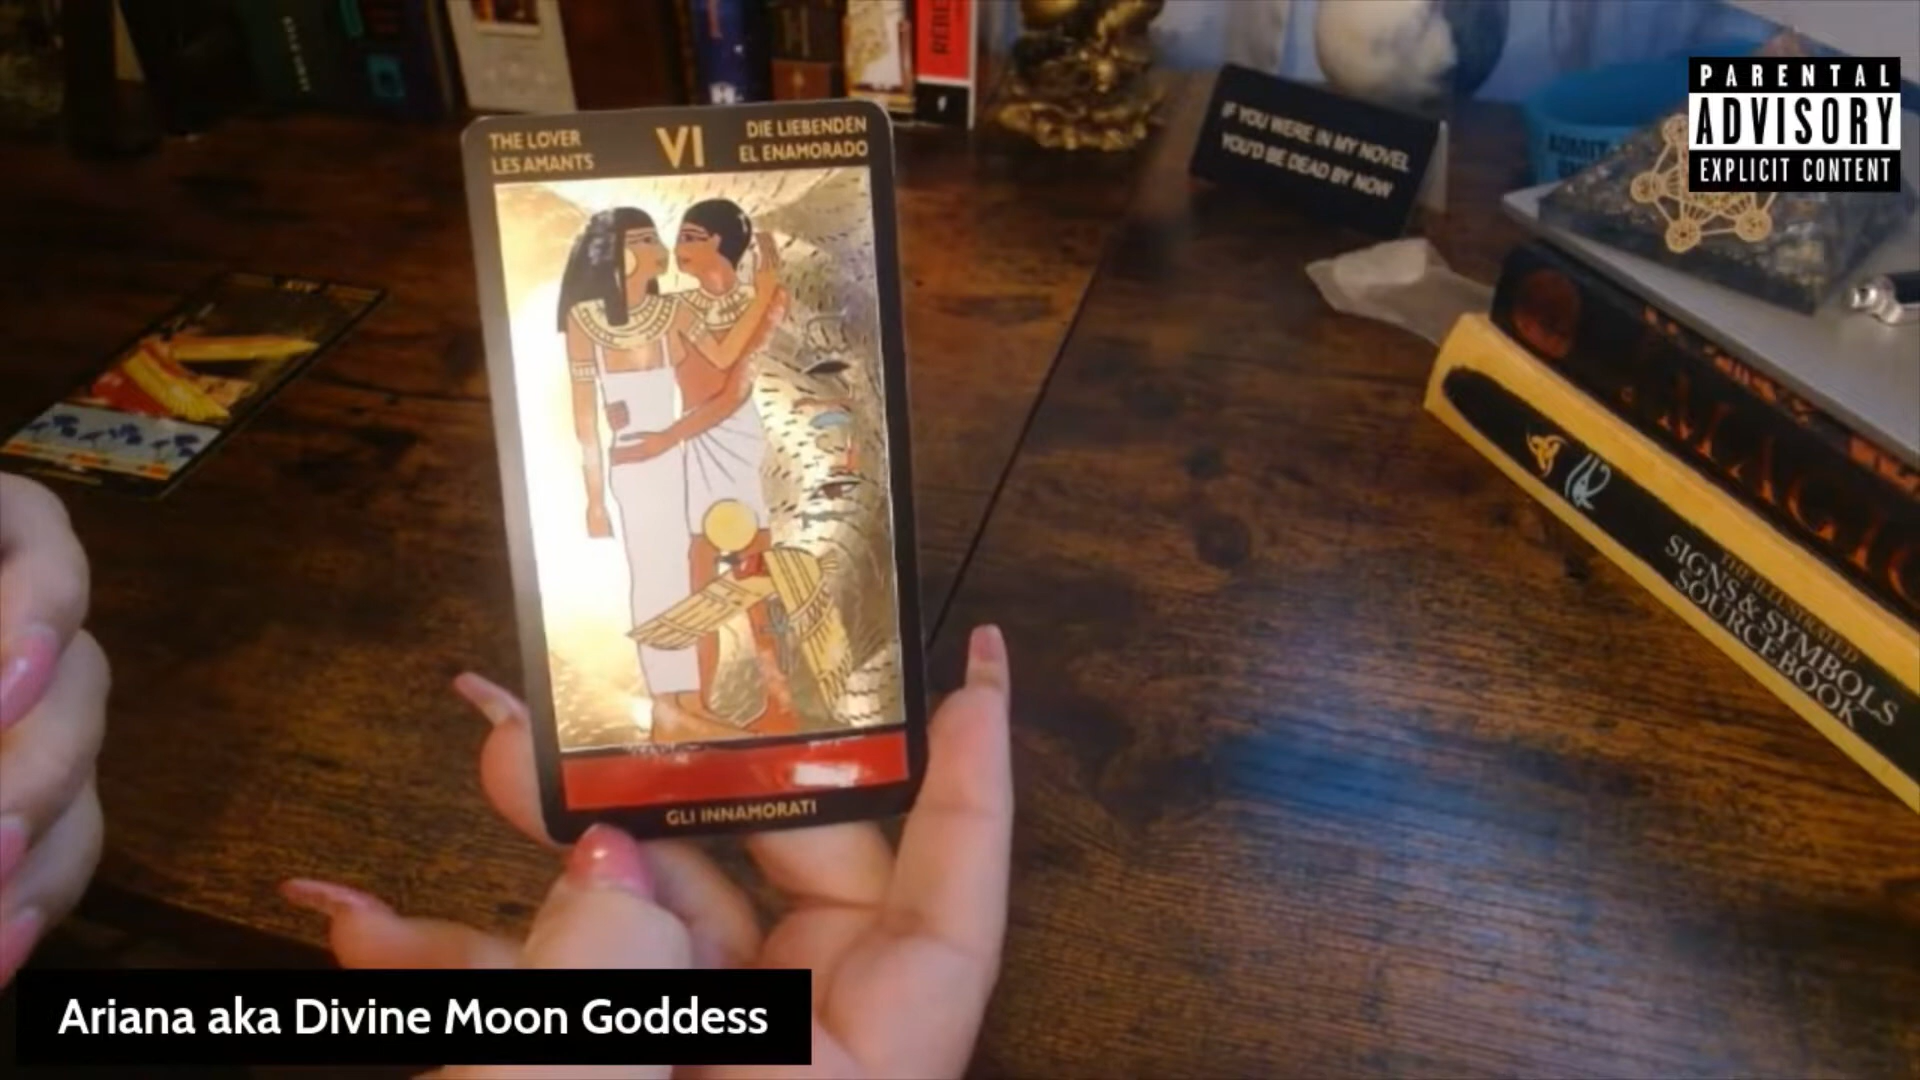 THE LOVER
LES AMANTS
VI
DIE LIEBENDEN
EL ENAMORADO
GLI INNAMORATI
IF YOU WERE IN MY NOVEL
YOU'D BE DEAD BY NOW
PARENTAL
ADVISORY
EXPLICIT CONTENT
MAGIC
THE ILLUSTRATED
SIGNS & SYMBOLS
SOURCEBOOK
Ariana aka Divine Moon Goddess